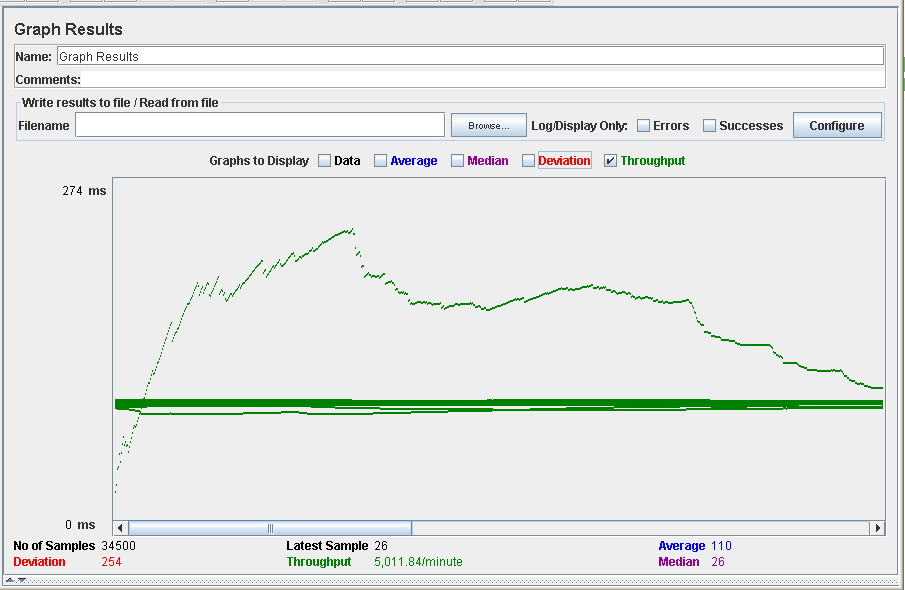 Graph Results
Name: Graph Results
Comments:
Write results to file / Read from file
Filename Browse... Log/Display Only: Errors Successes Configure
Graphs to Display Data Average Median Deviation Throughput
274 ms
0 ms
No of Samples 34500 Latest Sample 26 Average 110
Deviation 254 Throughput 5,011.84/minute Median 26